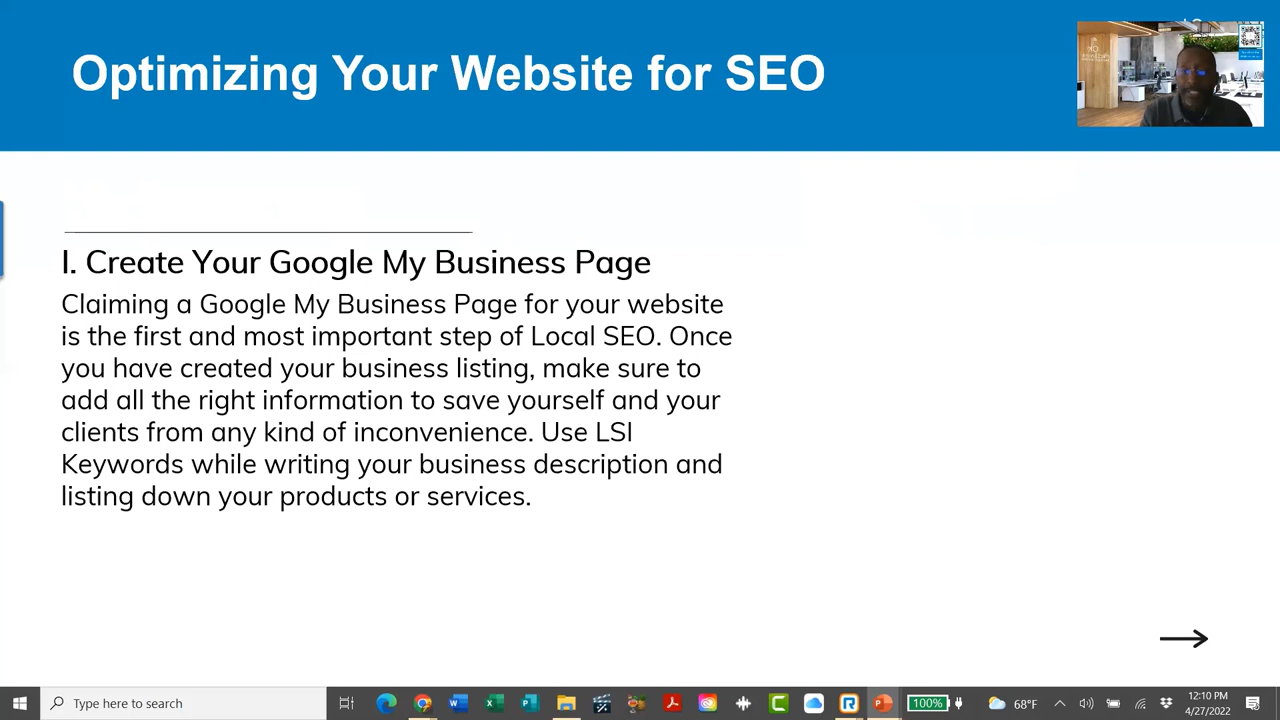 Optimizing Your Website for SEO
I. Create Your Google My Business Page
Claiming a Google My Business Page for your website
is the first and most important step of Local SEO. Once
you have created your business listing, make sure to
add all the right information to save yourself and your
clients from any kind of inconvenience. Use LSI
Keywords while writing your business description and
listing down your products or services.
Type here to search
100%
68°F
12:10 PM
4/27/2022